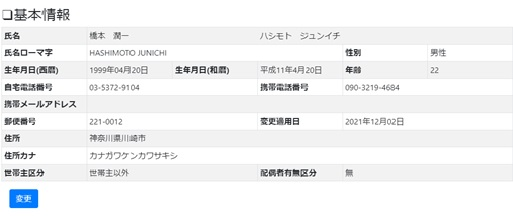 ❏基本情報
氏名 橋本 潤一 ハシモト ジュンイチ
氏名ローマ字 HASHIMOTO JUNICHI 性別 男性
生年月日(西暦) 1999年04月20日 生年月日(和暦) 平成11年4月20日 年齢 22
自宅電話番号 03-5372-9104 携帯電話番号 090-3219-4684
携帯メールアドレス
郵便番号 221-0012 変更適用日 2021年12月02日
住所 神奈川県川崎市
住所カナ カナガワケンカワサキシ
世帯主区分 世帯主以外 配偶者有無区分 無
変更